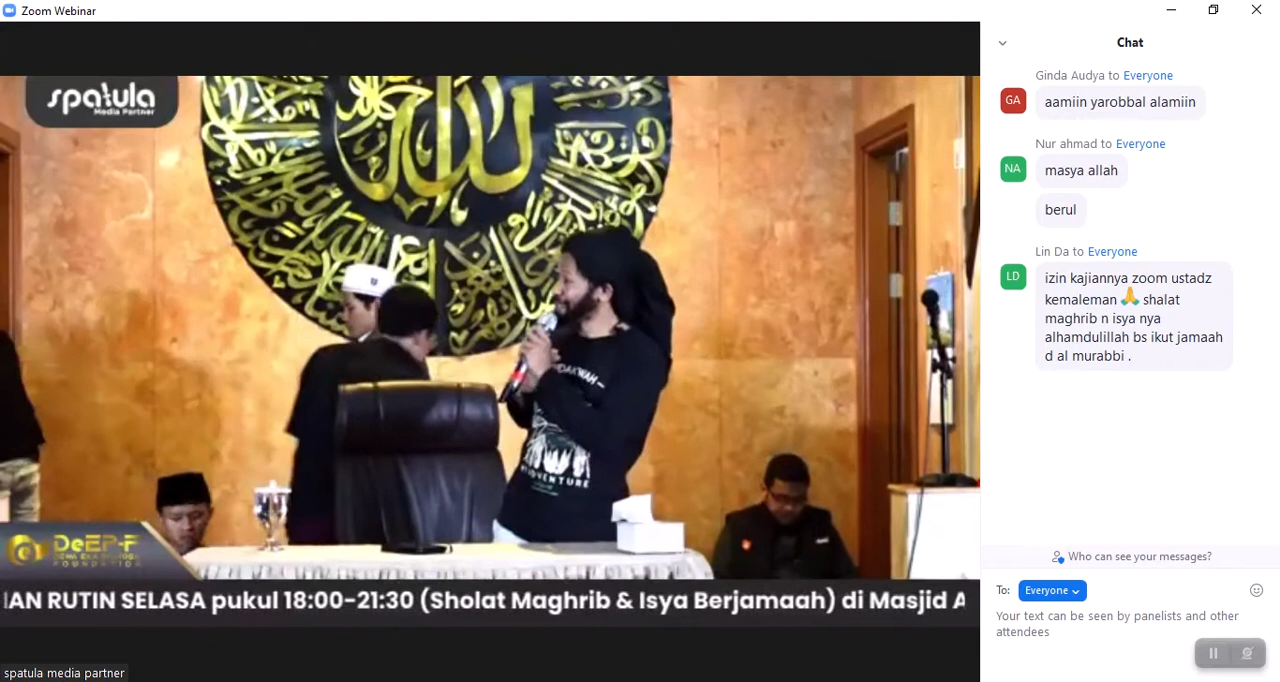 Zoom Webinar
spatula
Media Partner
الله
DAKWAH
DeEP-F
FOUNDATION
IAN RUTIN SELASA pukul 18:00-21:30 (Sholat Maghrib & Isya Berjamaah) di Masjid A
spatula media partner
Chat
Ginda Audya to Everyone
GA
aamiin yarobbal alamiin
Nur ahmad to Everyone
NA
masya allah
berul
Lin Da to Everyone
LD
izin kajiannya zoom ustadz
kemaleman 🙏 shalat
maghrib n isya nya
alhamdulillah bs ikut jamaah
d al murabbi .
Who can see your messages?
To: Everyone
Your text can be seen by panelists and other
attendees